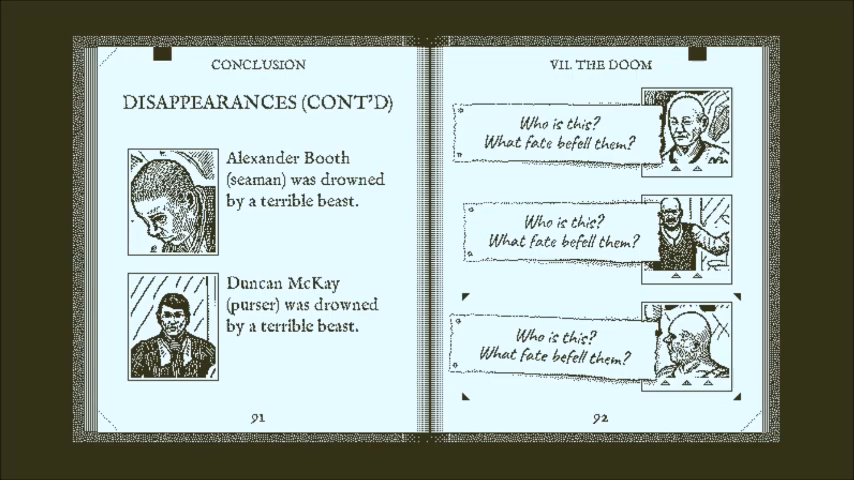 CONCLUSION
DISAPPEARANCES (CONT'D)
Alexander Booth
(seaman) was drowned
by a terrible beast.
Duncan McKay
(purser) was drowned
by a terrible beast.
91
VII. THE DOOM
Who is this?
What fate befell them?
Who is this?
What fate befell them?
Who is this?
What fate befell them?
92